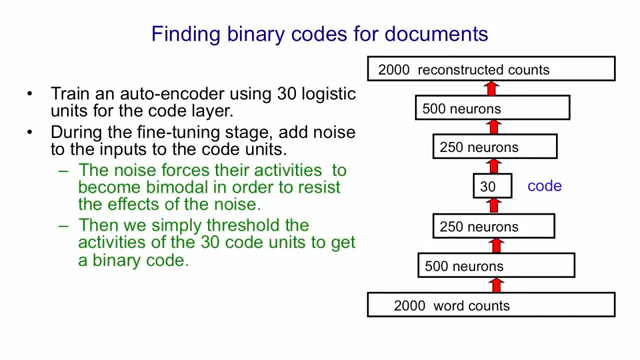 Finding binary codes for documents
• Train an auto-encoder using 30 logistic
units for the code layer.
• During the fine-tuning stage, add noise
to the inputs to the code units.
– The noise forces their activities to
become bimodal in order to resist
the effects of the noise.
– Then we simply threshold the
activities of the 30 code units to get
a binary code.
2000 reconstructed counts
500 neurons
250 neurons
30 code
250 neurons
500 neurons
2000 word counts